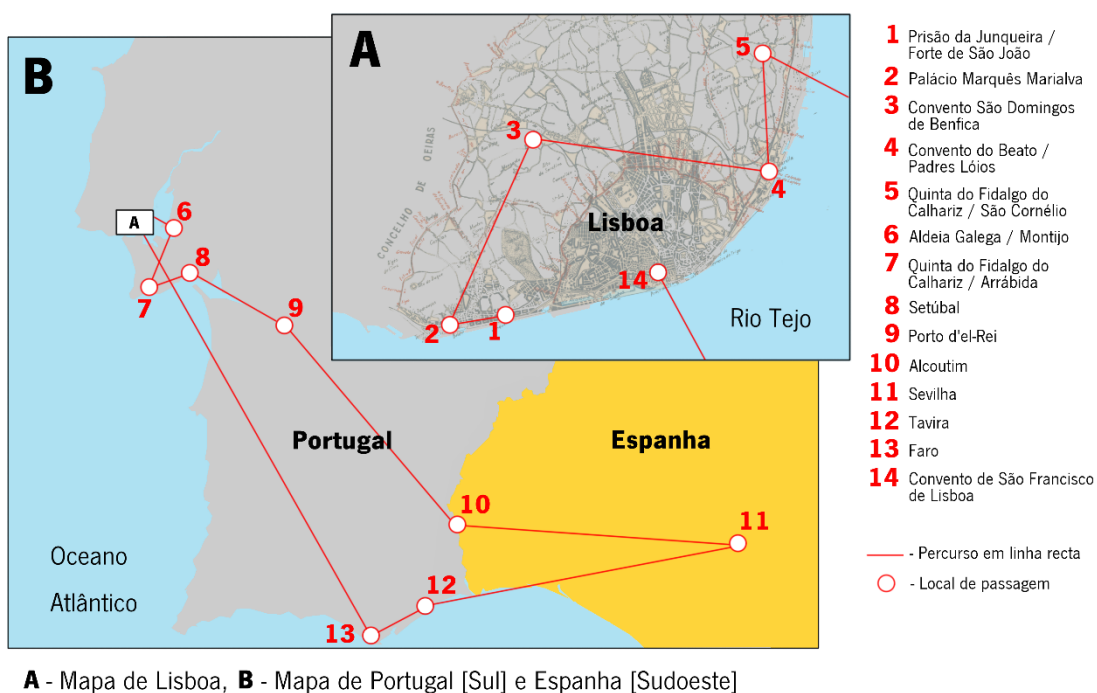 B
A
6
8
7
9
Portugal
Espanha
10
11
12
13
Oceano
Atlântico
A
CONCELHO DE OEIRAS
3
5
4
Lisboa
14
2
1
Rio Tejo
1 Prisão da Junqueira /
Forte de São João
2 Palácio Marquês Marialva
3 Convento São Domingos
de Benfica
4 Convento do Beato /
Padres Lóios
5 Quinta do Fidalgo do
Calhariz / São Cornélio
6 Aldeia Galega / Montijo
7 Quinta do Fidalgo do
Calhariz / Arrábida
8 Setúbal
9 Porto d'el-Rei
10 Alcoutim
11 Sevilha
12 Tavira
13 Faro
14 Convento de São Francisco
de Lisboa
- Percurso em linha recta
- Local de passagem
A - Mapa de Lisboa, B - Mapa de Portugal [Sul] e Espanha [Sudoeste]